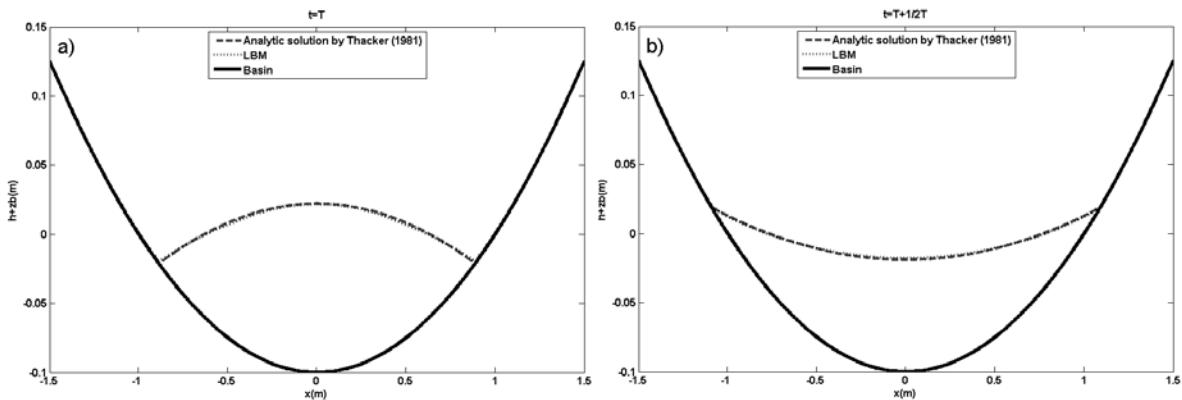 t=T
a)
Analytic solution by Thacker (1981)
LBM
Basin
h+zb(m)
0.15
0.1
0.05
0
-0.05
-0.1
-1.5 -1 -0.5 0 0.5 1 1.5
x(m)
t=T+1/2T
b)
Analytic solution by Thacker (1981)
LBM
Basin
h+zb(m)
0.15
0.1
0.05
0
-0.05
-0.1
-1.5 -1 -0.5 0 0.5 1 1.5
x(m)